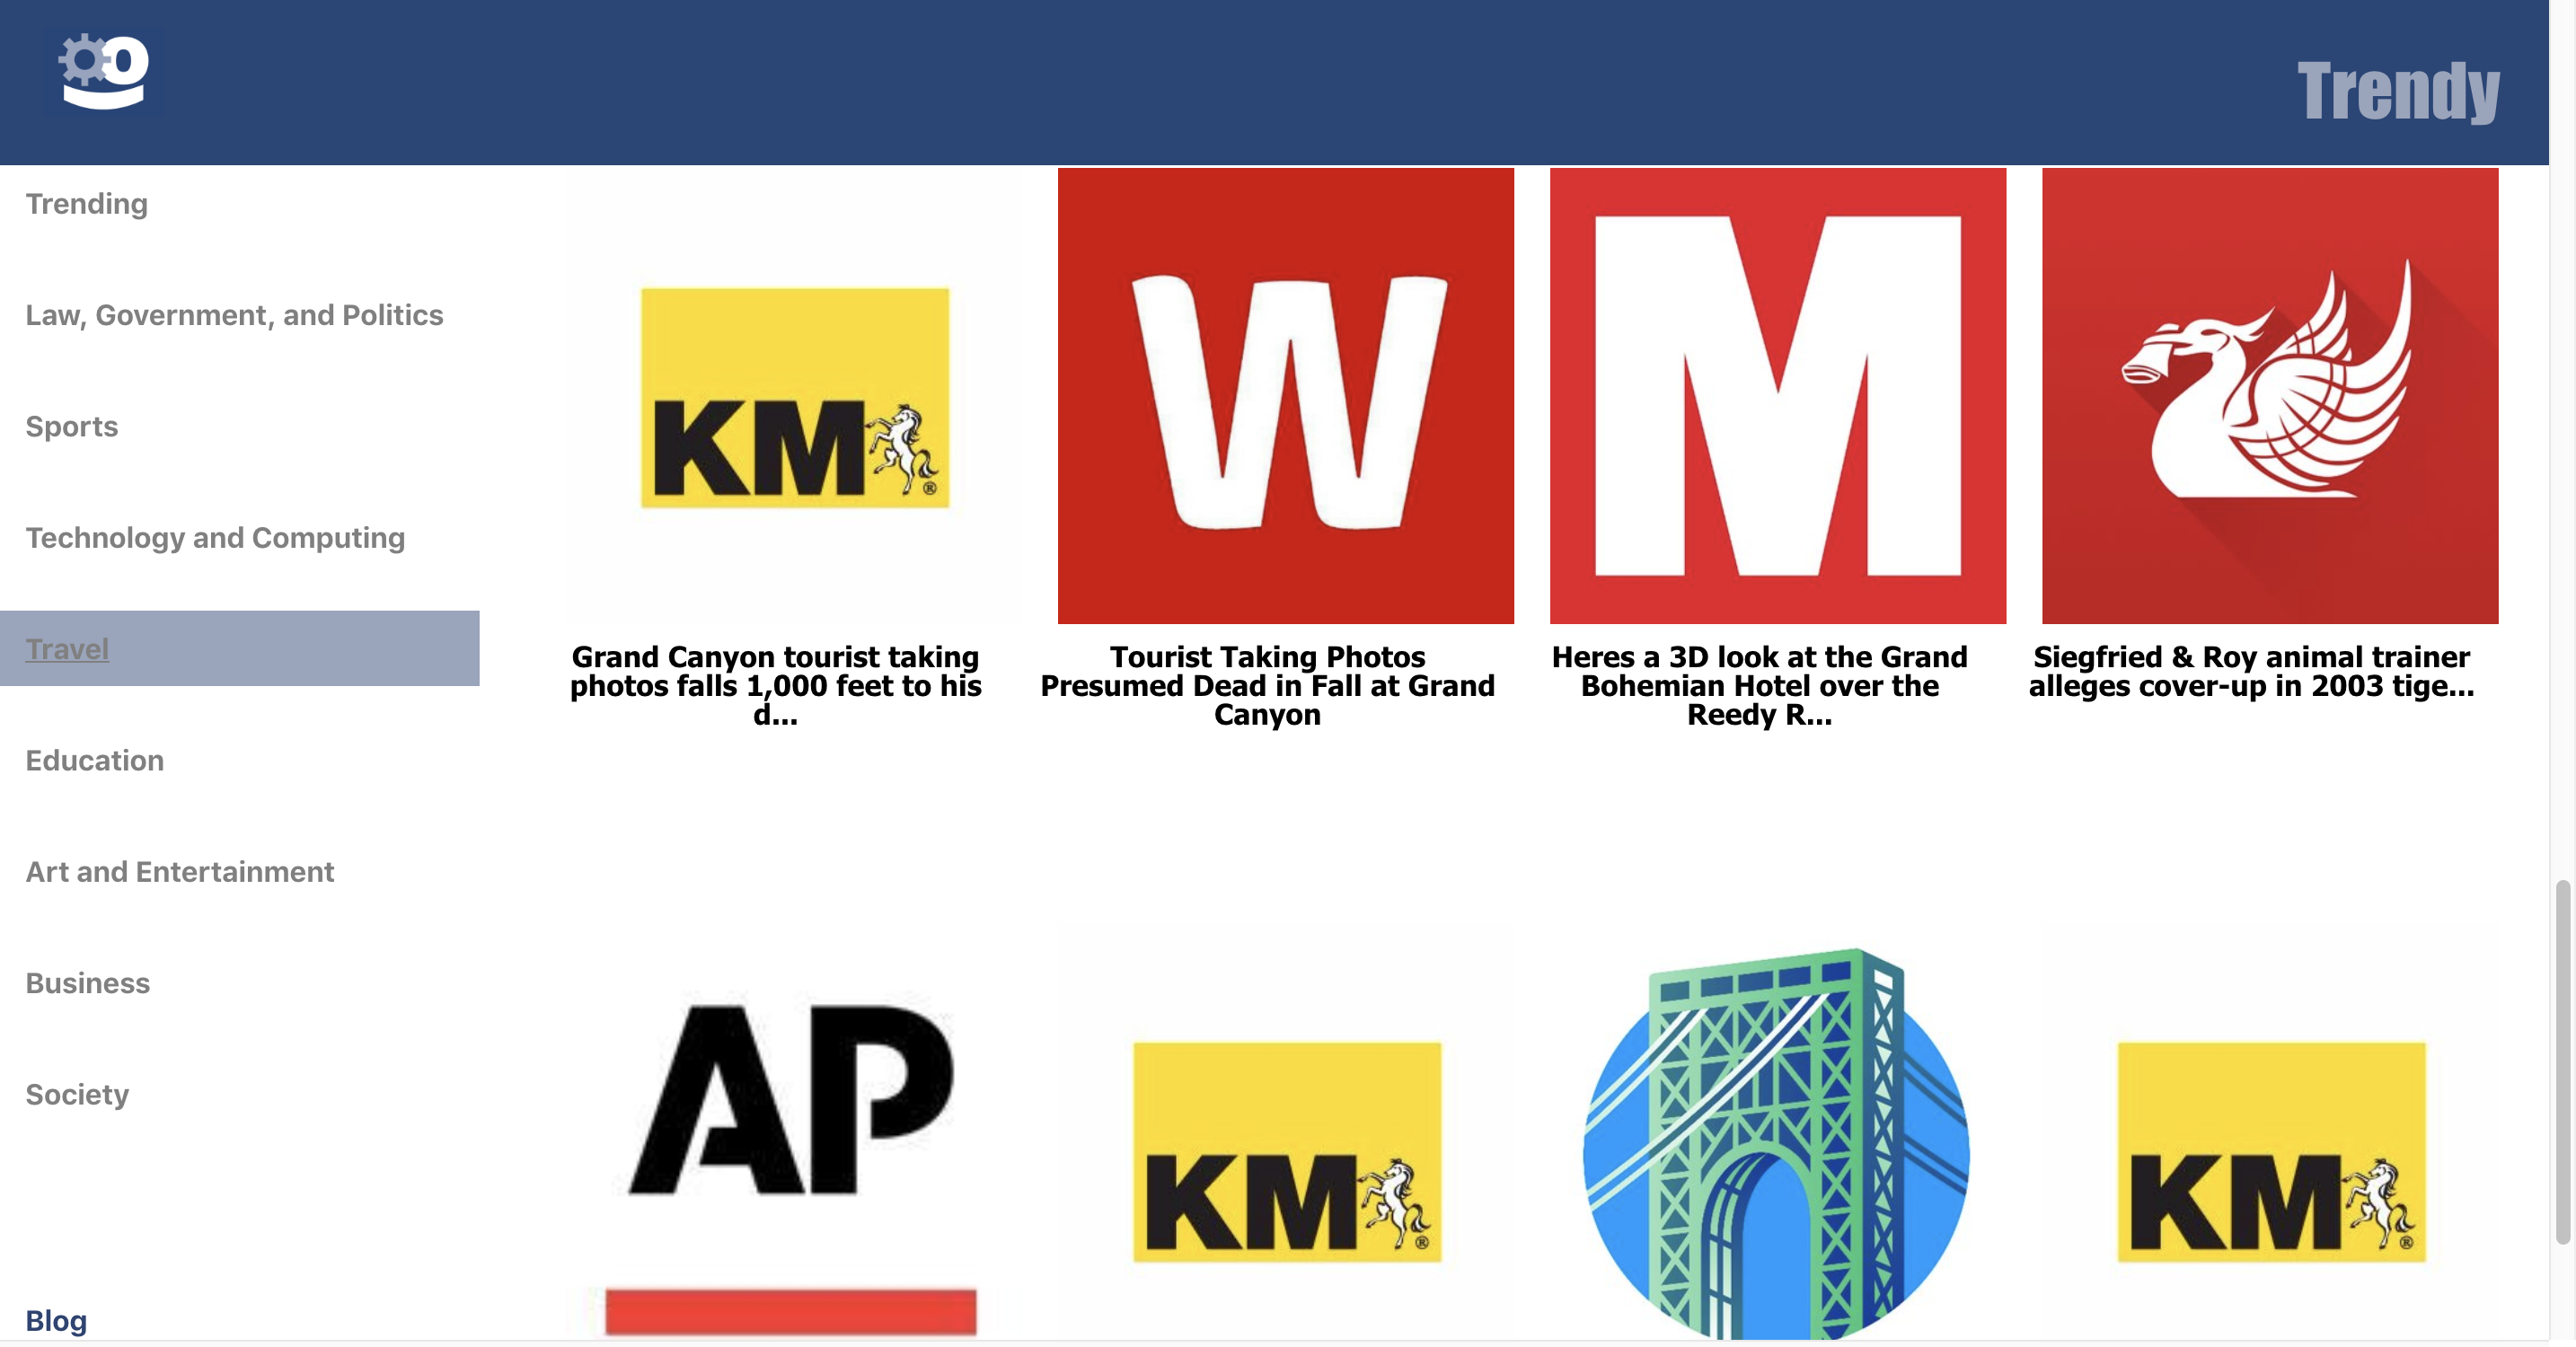 Trendy
Trending
Law, Government, and Politics
Sports
Technology and Computing
Travel
Education
Art and Entertainment
Business
Society
Blog
KM®
W
M
Grand Canyon tourist taking
photos falls 1,000 feet to his
d...
Tourist Taking Photos
Presumed Dead in Fall at Grand
Canyon
Heres a 3D look at the Grand
Bohemian Hotel over the
Reedy R...
Siegfried & Roy animal trainer
alleges cover-up in 2003 tige...
AP
KM®
KM®